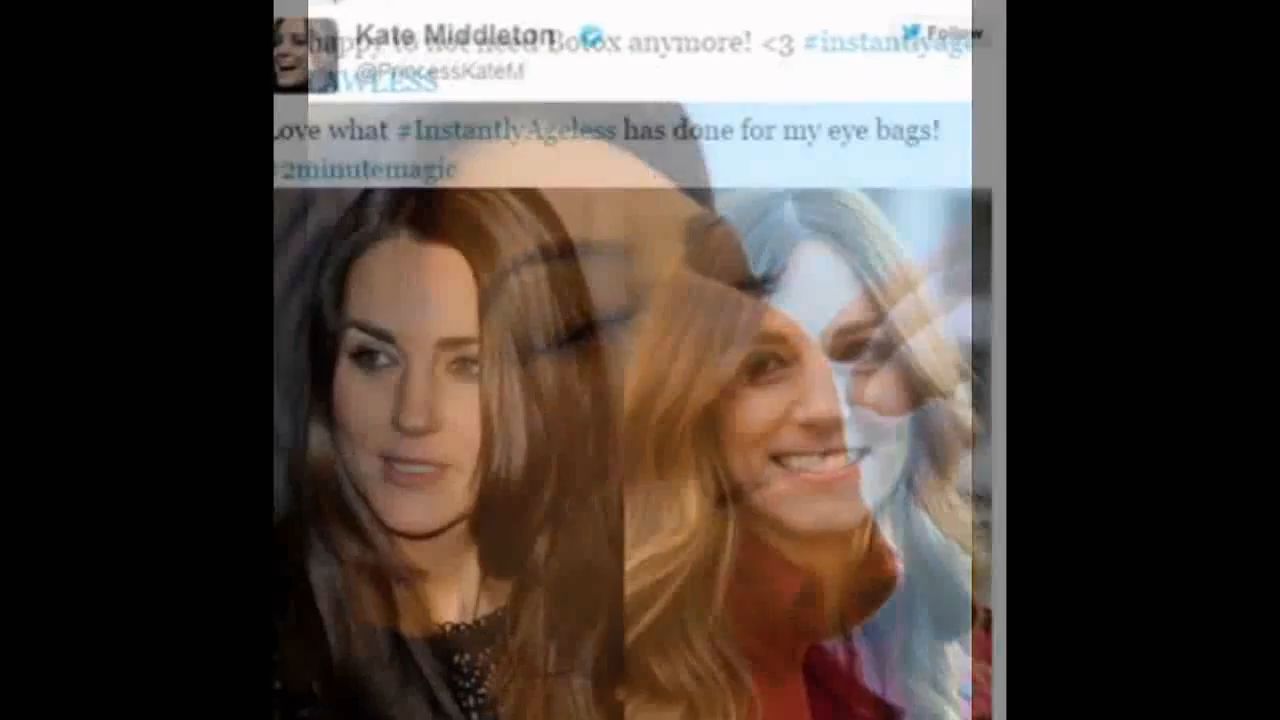 Kate Middleton
Follow
happy to not need Botox anymore! <3 #instantlyage
@PrincessKateM
AWLESS
Love what #InstantlyAgeless has done for my eye bags!
#2minutemagic